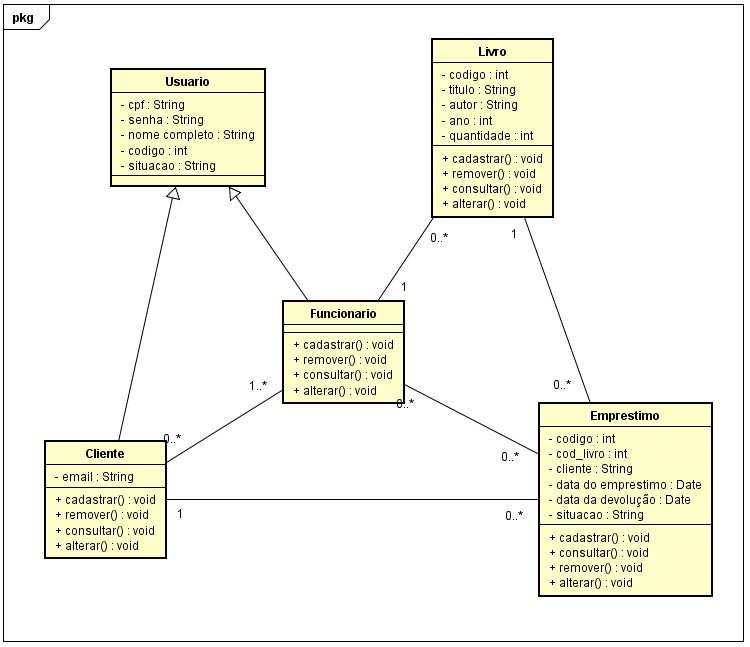 pkg
Usuario
- cpf : String
- senha : String
- nome completo : String
- codigo : int
- situacao : String
Livro
- codigo : int
- titulo : String
- autor : String
- ano : int
- quantidade : int
+ cadastrar() : void
+ remover() : void
+ consultar() : void
+ alterar() : void
0..*
1
1
0..*
Funcionario
+ cadastrar() : void
+ remover() : void
+ consultar() : void
+ alterar() : void
1..*
0..*
0..*
0..*
Cliente
- email : String
+ cadastrar() : void
+ remover() : void
+ consultar() : void
+ alterar() : void
1
0..*
Emprestimo
- codigo : int
- cod_livro : int
- cliente : String
- data do emprestimo : Date
- data da devolução : Date
- situacao : String
+ cadastrar() : void
+ consultar() : void
+ remover() : void
+ alterar() : void